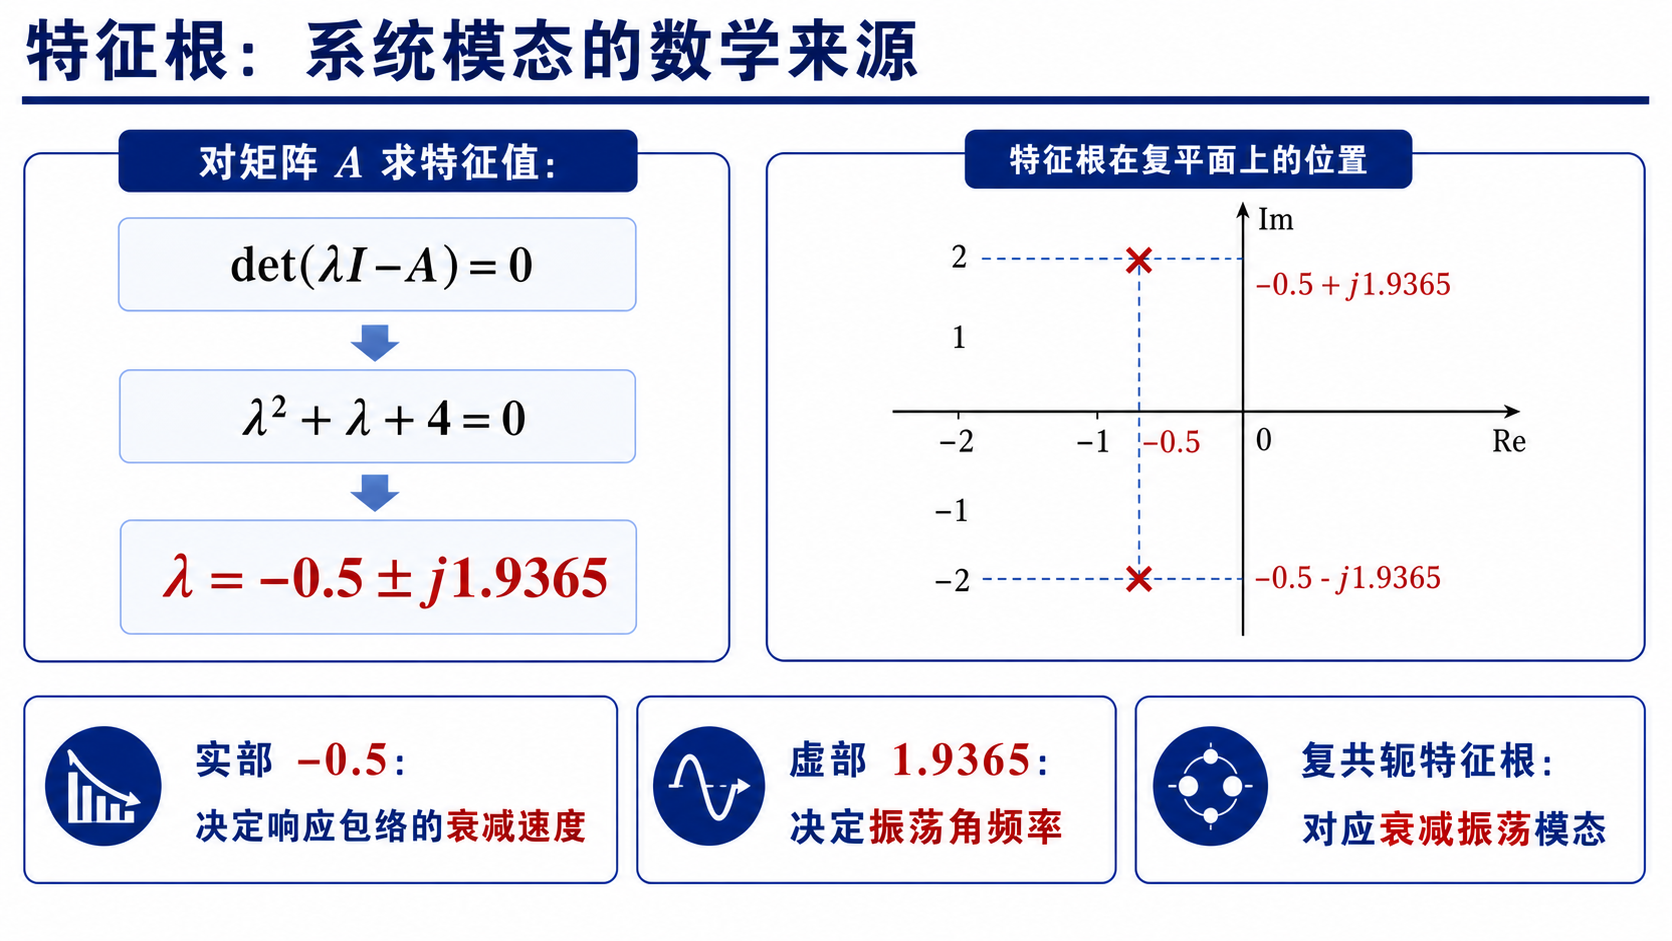 特征根：系统模态的数学来源
对矩阵 A 求特征值：
det(λI−A)=0
λ²+λ+4=0
λ=−0.5±j1.9365
特征根在复平面上的位置
Im
2
−0.5+j1.9365
1
−2
−1
−0.5
0
Re
−1
−2
−0.5 - j1.9365
实部 −0.5：
决定响应包络的衰减速度
虚部 1.9365：
决定振荡角频率
复共轭特征根：
对应衰减振荡模态